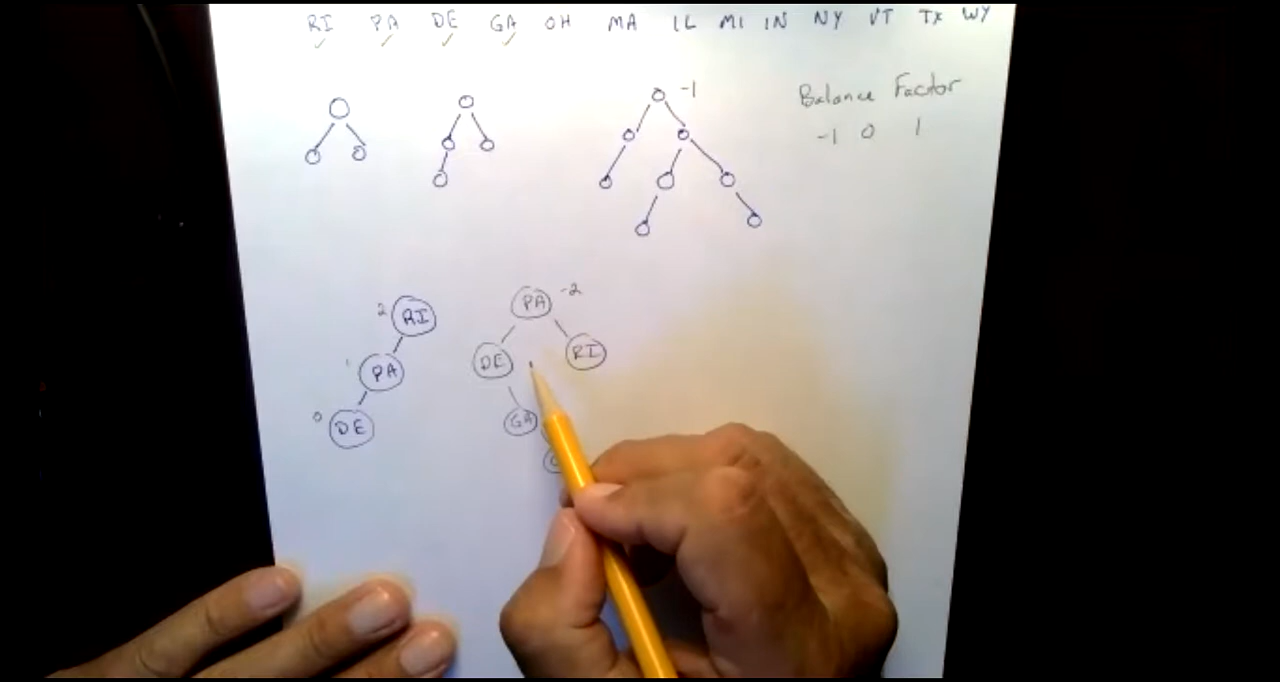 RI PA DE GA OH MA IL MI IN NY VT TX WY
-1
Balance Factor
-1 0 1
2 RI
1 PA
0 DE
PA -2
DE RI
GA